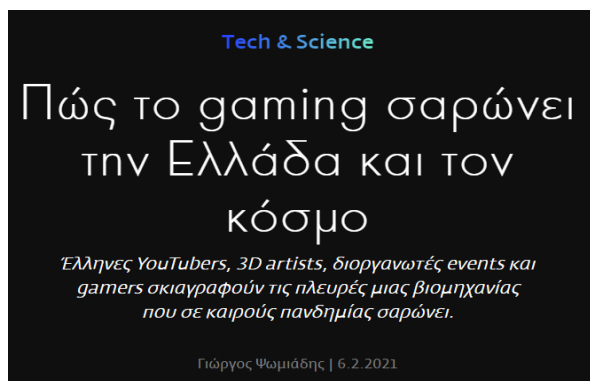 Tech & Science
Πώς το gaming σαρώνει
την Ελλάδα και τον
κόσμο
Έλληνες YouTubers, 3D artists, διοργανωτές events και
gamers σκιαγραφούν τις πλευρές μιας βιομηχανίας
που σε καιρούς πανδημίας σαρώνει.
Γιώργος Ψωμιάδης | 6.2.2021